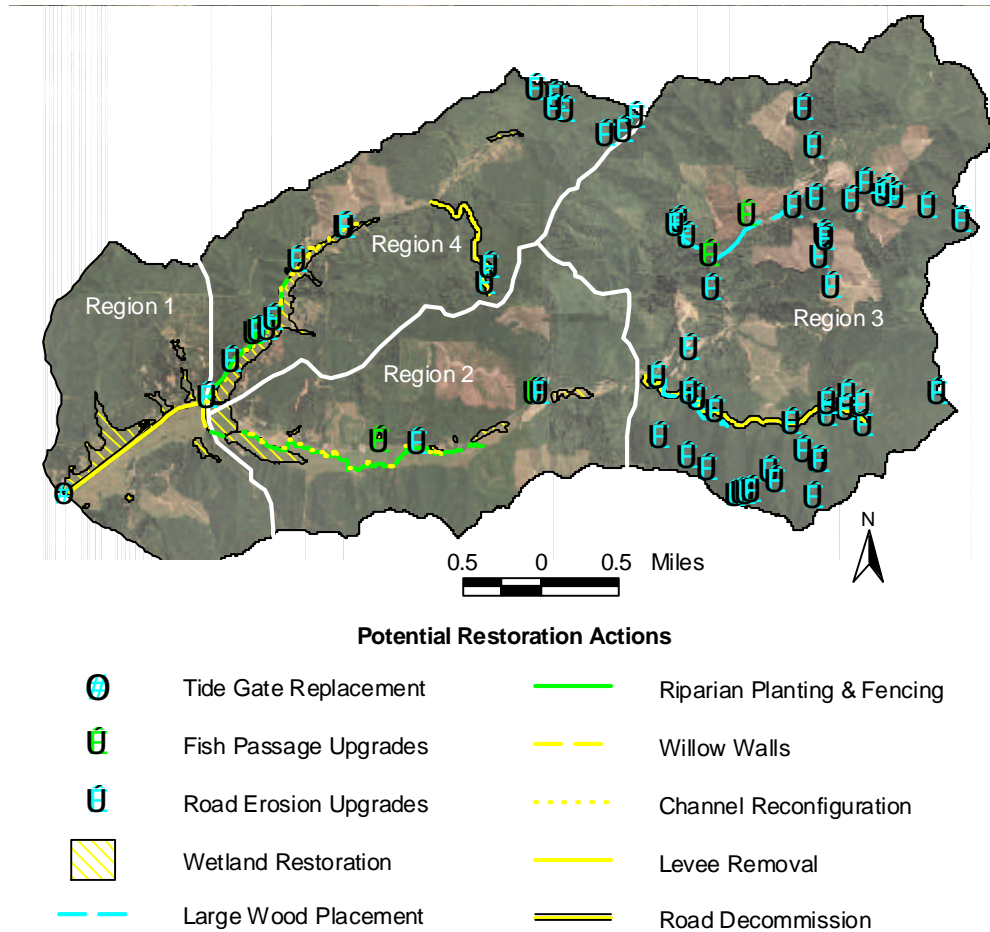 Region 4
Region 1
Region 3
Region 2
N
0.5 0 0.5 Miles
Potential Restoration Actions
Tide Gate Replacement
Riparian Planting & Fencing
Fish Passage Upgrades
Willow Walls
Road Erosion Upgrades
Channel Reconfiguration
Wetland Restoration
Levee Removal
Large Wood Placement
Road Decommission